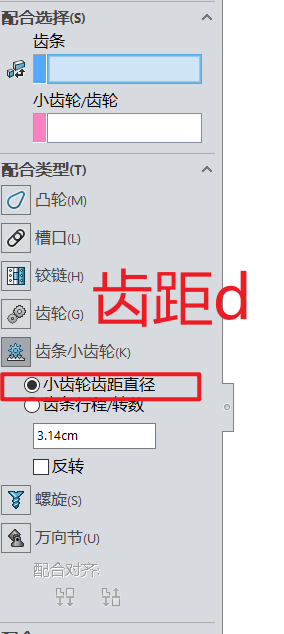 配合选择(S)
齿条
小齿轮/齿轮
配合类型(T)
凸轮(M)
槽口(L)
铰链(H)
齿距d
齿轮(G)
齿条小齿轮(K)
小齿轮齿距直径
齿条行程/转数
3.14cm
反转
螺旋(S)
万向节(U)
配合对齐: